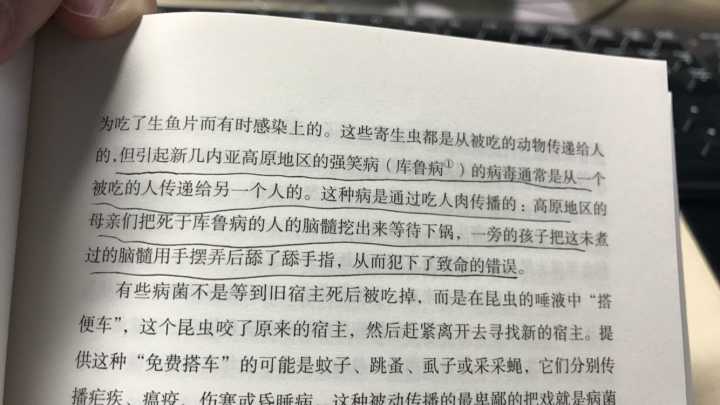 为吃了生鱼片而有时感染上的。这些寄生虫都是从被吃的动物传递给人
的,但引起新几内亚高原地区的强笑病（库鲁病①）的病毒通常是从一个
被吃的人传递给另一个人的。这种病是通过吃人肉传播的：高原地区的
母亲们把死于库鲁病的人的脑髓挖出来等待下锅，一旁的孩子把这未煮
过的脑髓用手摆弄后舔了舔手指，从而犯下了致命的错误。
有些病菌不是等到旧宿主死后被吃掉，而是在昆虫的唾液中“搭
便车”，这个昆虫咬了原来的宿主，然后赶紧离开去寻找新的宿主。提
供这种“免费搭车”的可能是蚊子、跳蚤、虱子或采采蝇，它们分别传
播疟疾、瘟疫、伤寒或昏睡病。这种被动传播的最卑鄙的把戏就是病菌